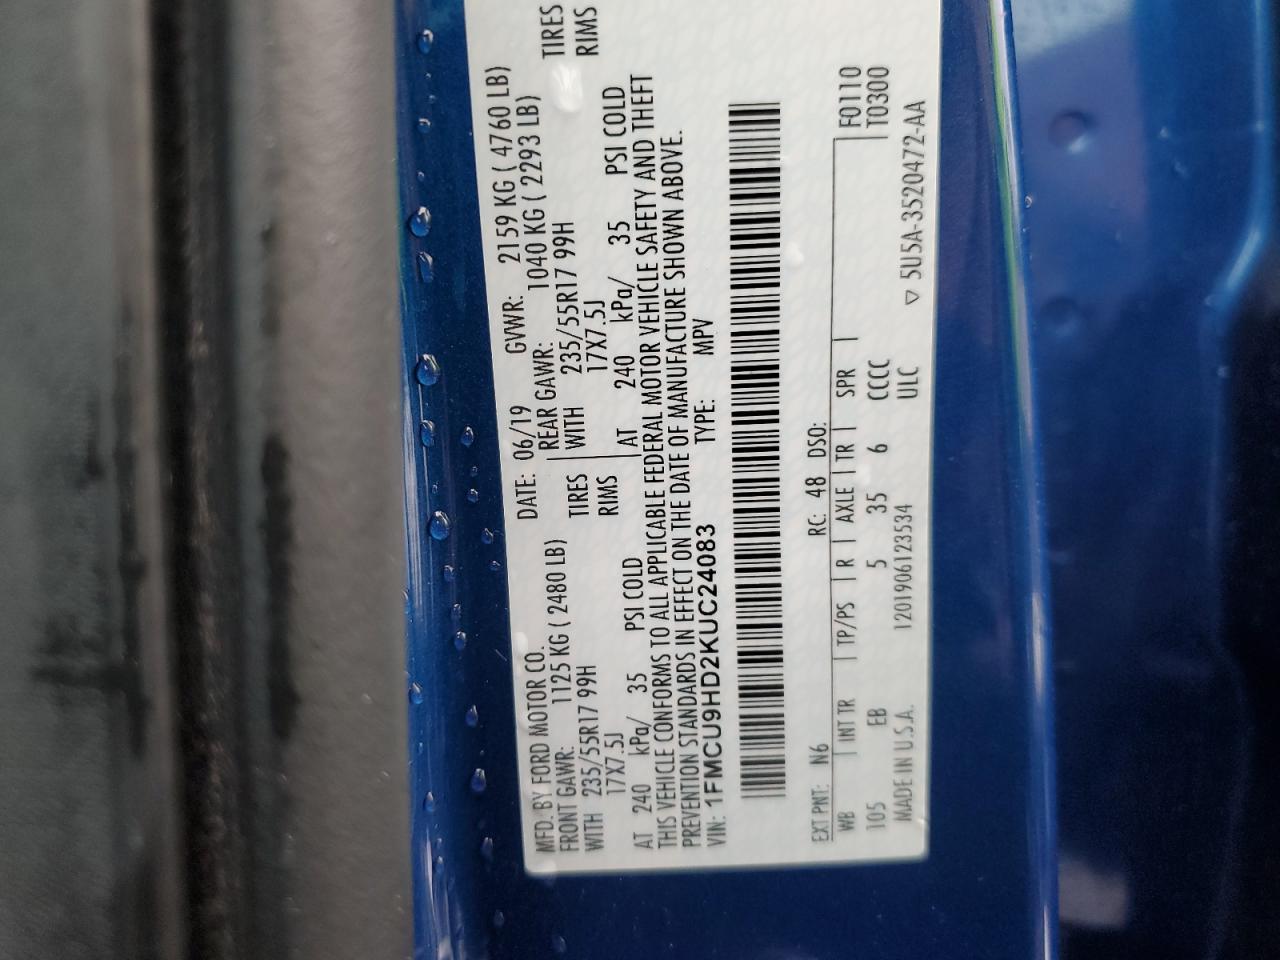 MFD. BY FORD MOTOR CO. DATE: 06/19 GVWR: 2159 KG ( 4760 LB)
FRONT GAWR: 1125 KG ( 2480 LB) REAR GAWR: 1040 KG ( 2293 LB)
WITH 235/55R17 99H TIRES WITH 235/55R17 99H TIRES
17X7.5J RIMS 17X7.5J RIMS
AT 240 kPa/ 35 PSI COLD AT 240 kPa/ 35 PSI COLD
THIS VEHICLE CONFORMS TO ALL APPLICABLE FEDERAL MOTOR VEHICLE SAFETY AND THEFT
PREVENTION STANDARDS IN EFFECT ON THE DATE OF MANUFACTURE SHOWN ABOVE.
VIN: 1FMCU9HD2KUC24083 TYPE: MPV
EXT PNT: N6 RC: 48 DSO:
WB INT TR TP/PS R AXLE TR SPR F0110
105 EB 5 35 6 CCCC T0300
MADE IN U.S.A. 1201906123534 ULC ▽ 5U5A-3520472-AA